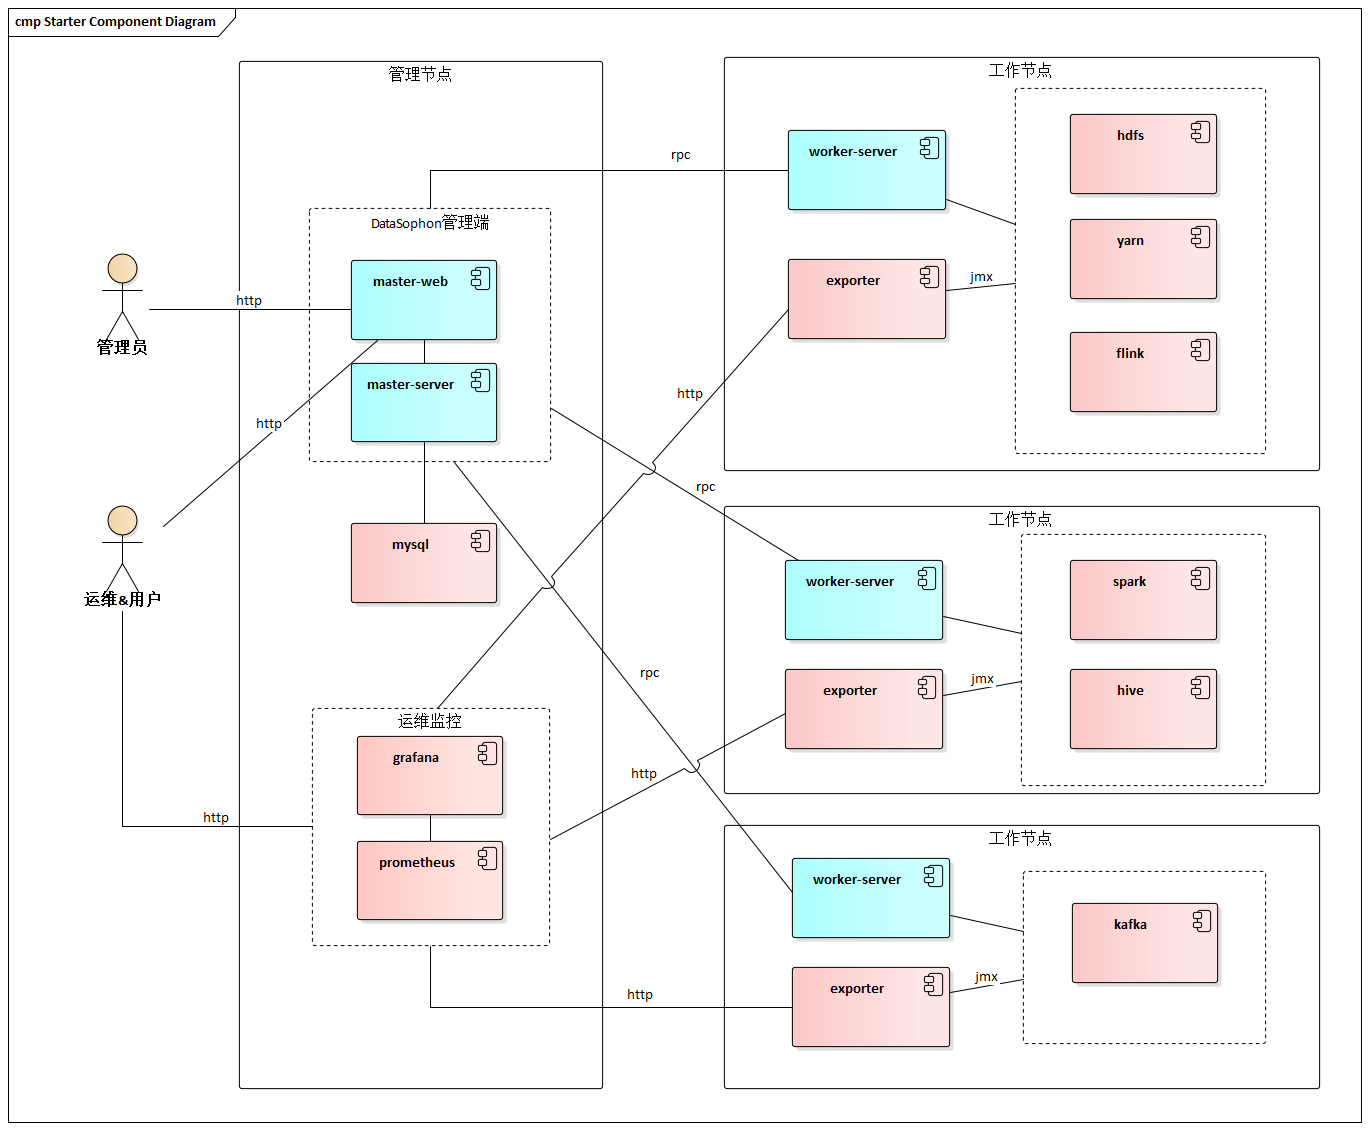 cmp Starter Component Diagram
管理节点
DataSophon管理端
master-web
master-server
mysql
运维监控
grafana
prometheus
管理员
运维&用户
http
http
http
rpc
http
rpc
rpc
http
http
工作节点
worker-server
exporter
jmx
hdfs
yarn
flink
工作节点
worker-server
exporter
jmx
spark
hive
工作节点
worker-server
exporter
jmx
kafka